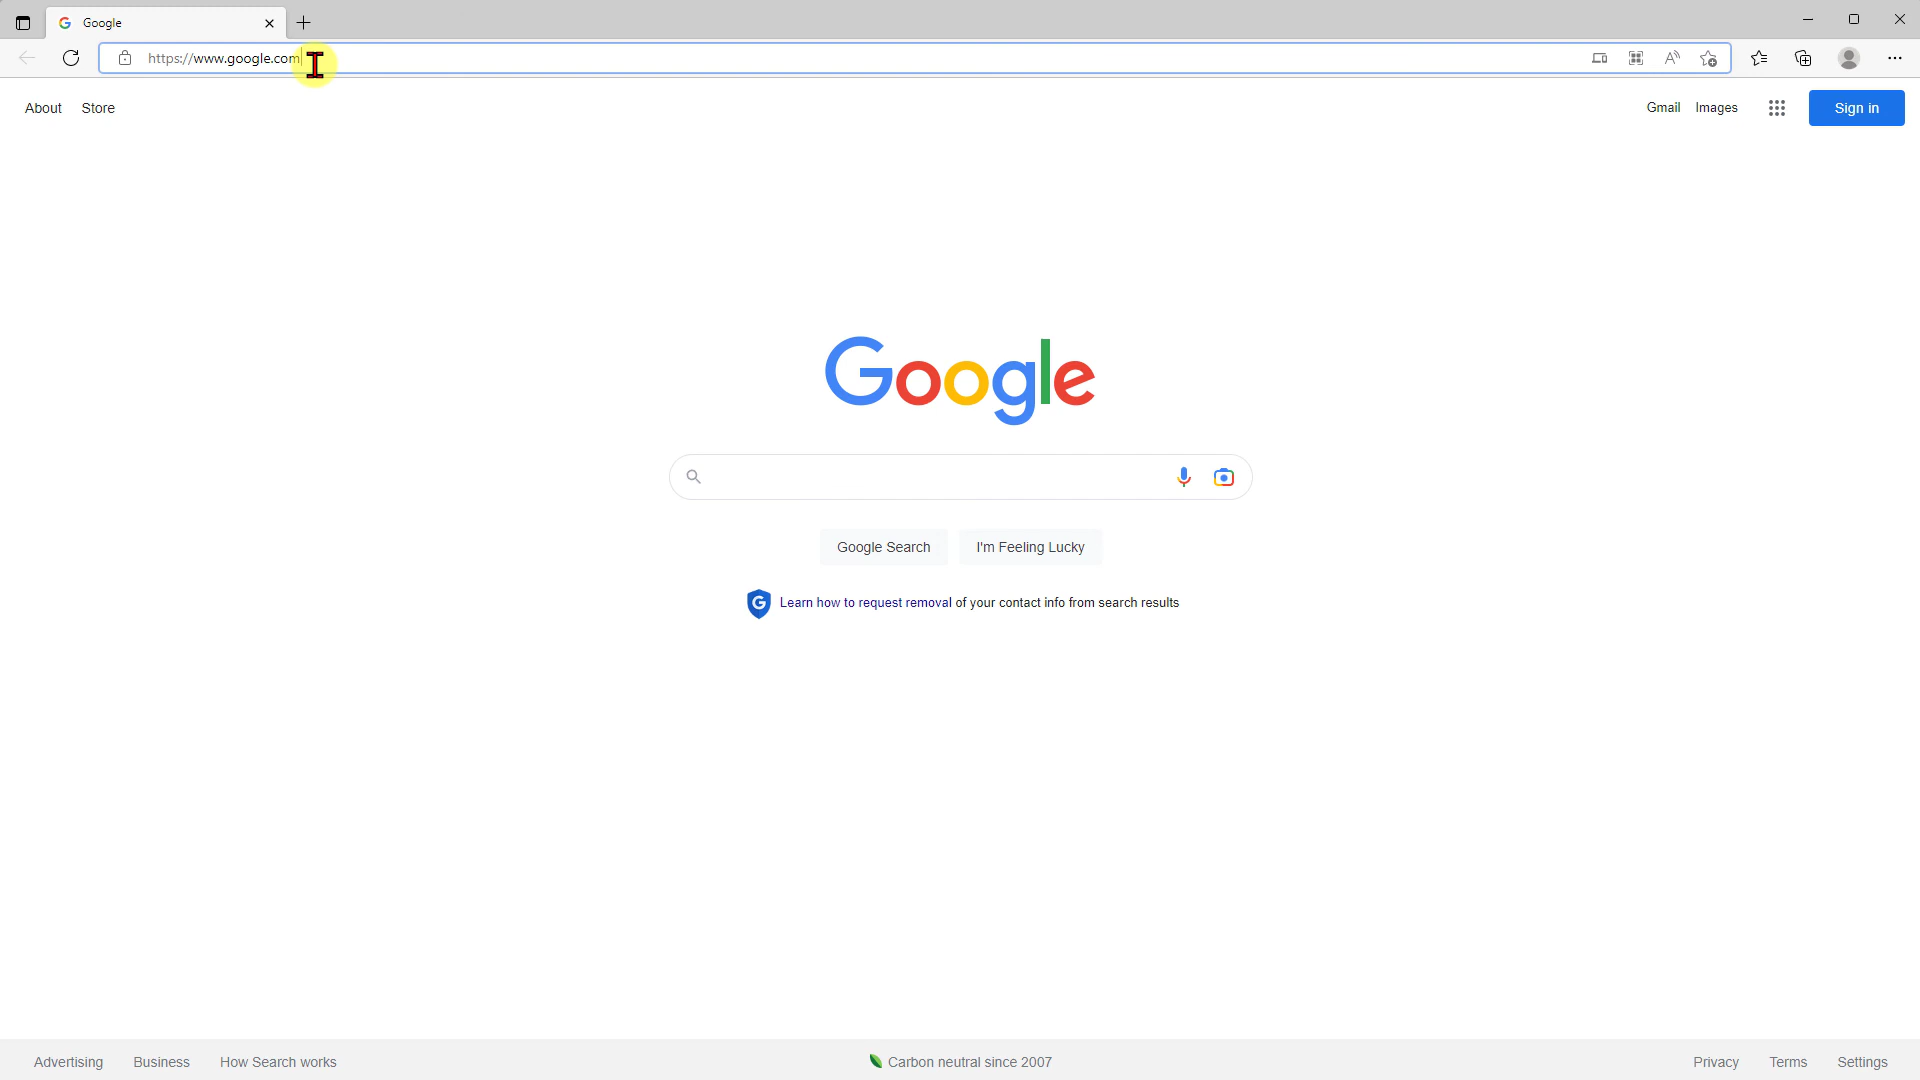 Google
https://www.google.com
About Store
Gmail Images Sign in
Google
Google Search I'm Feeling Lucky
Learn how to request removal of your contact info from search results
Advertising Business How Search works Carbon neutral since 2007 Privacy Terms Settings